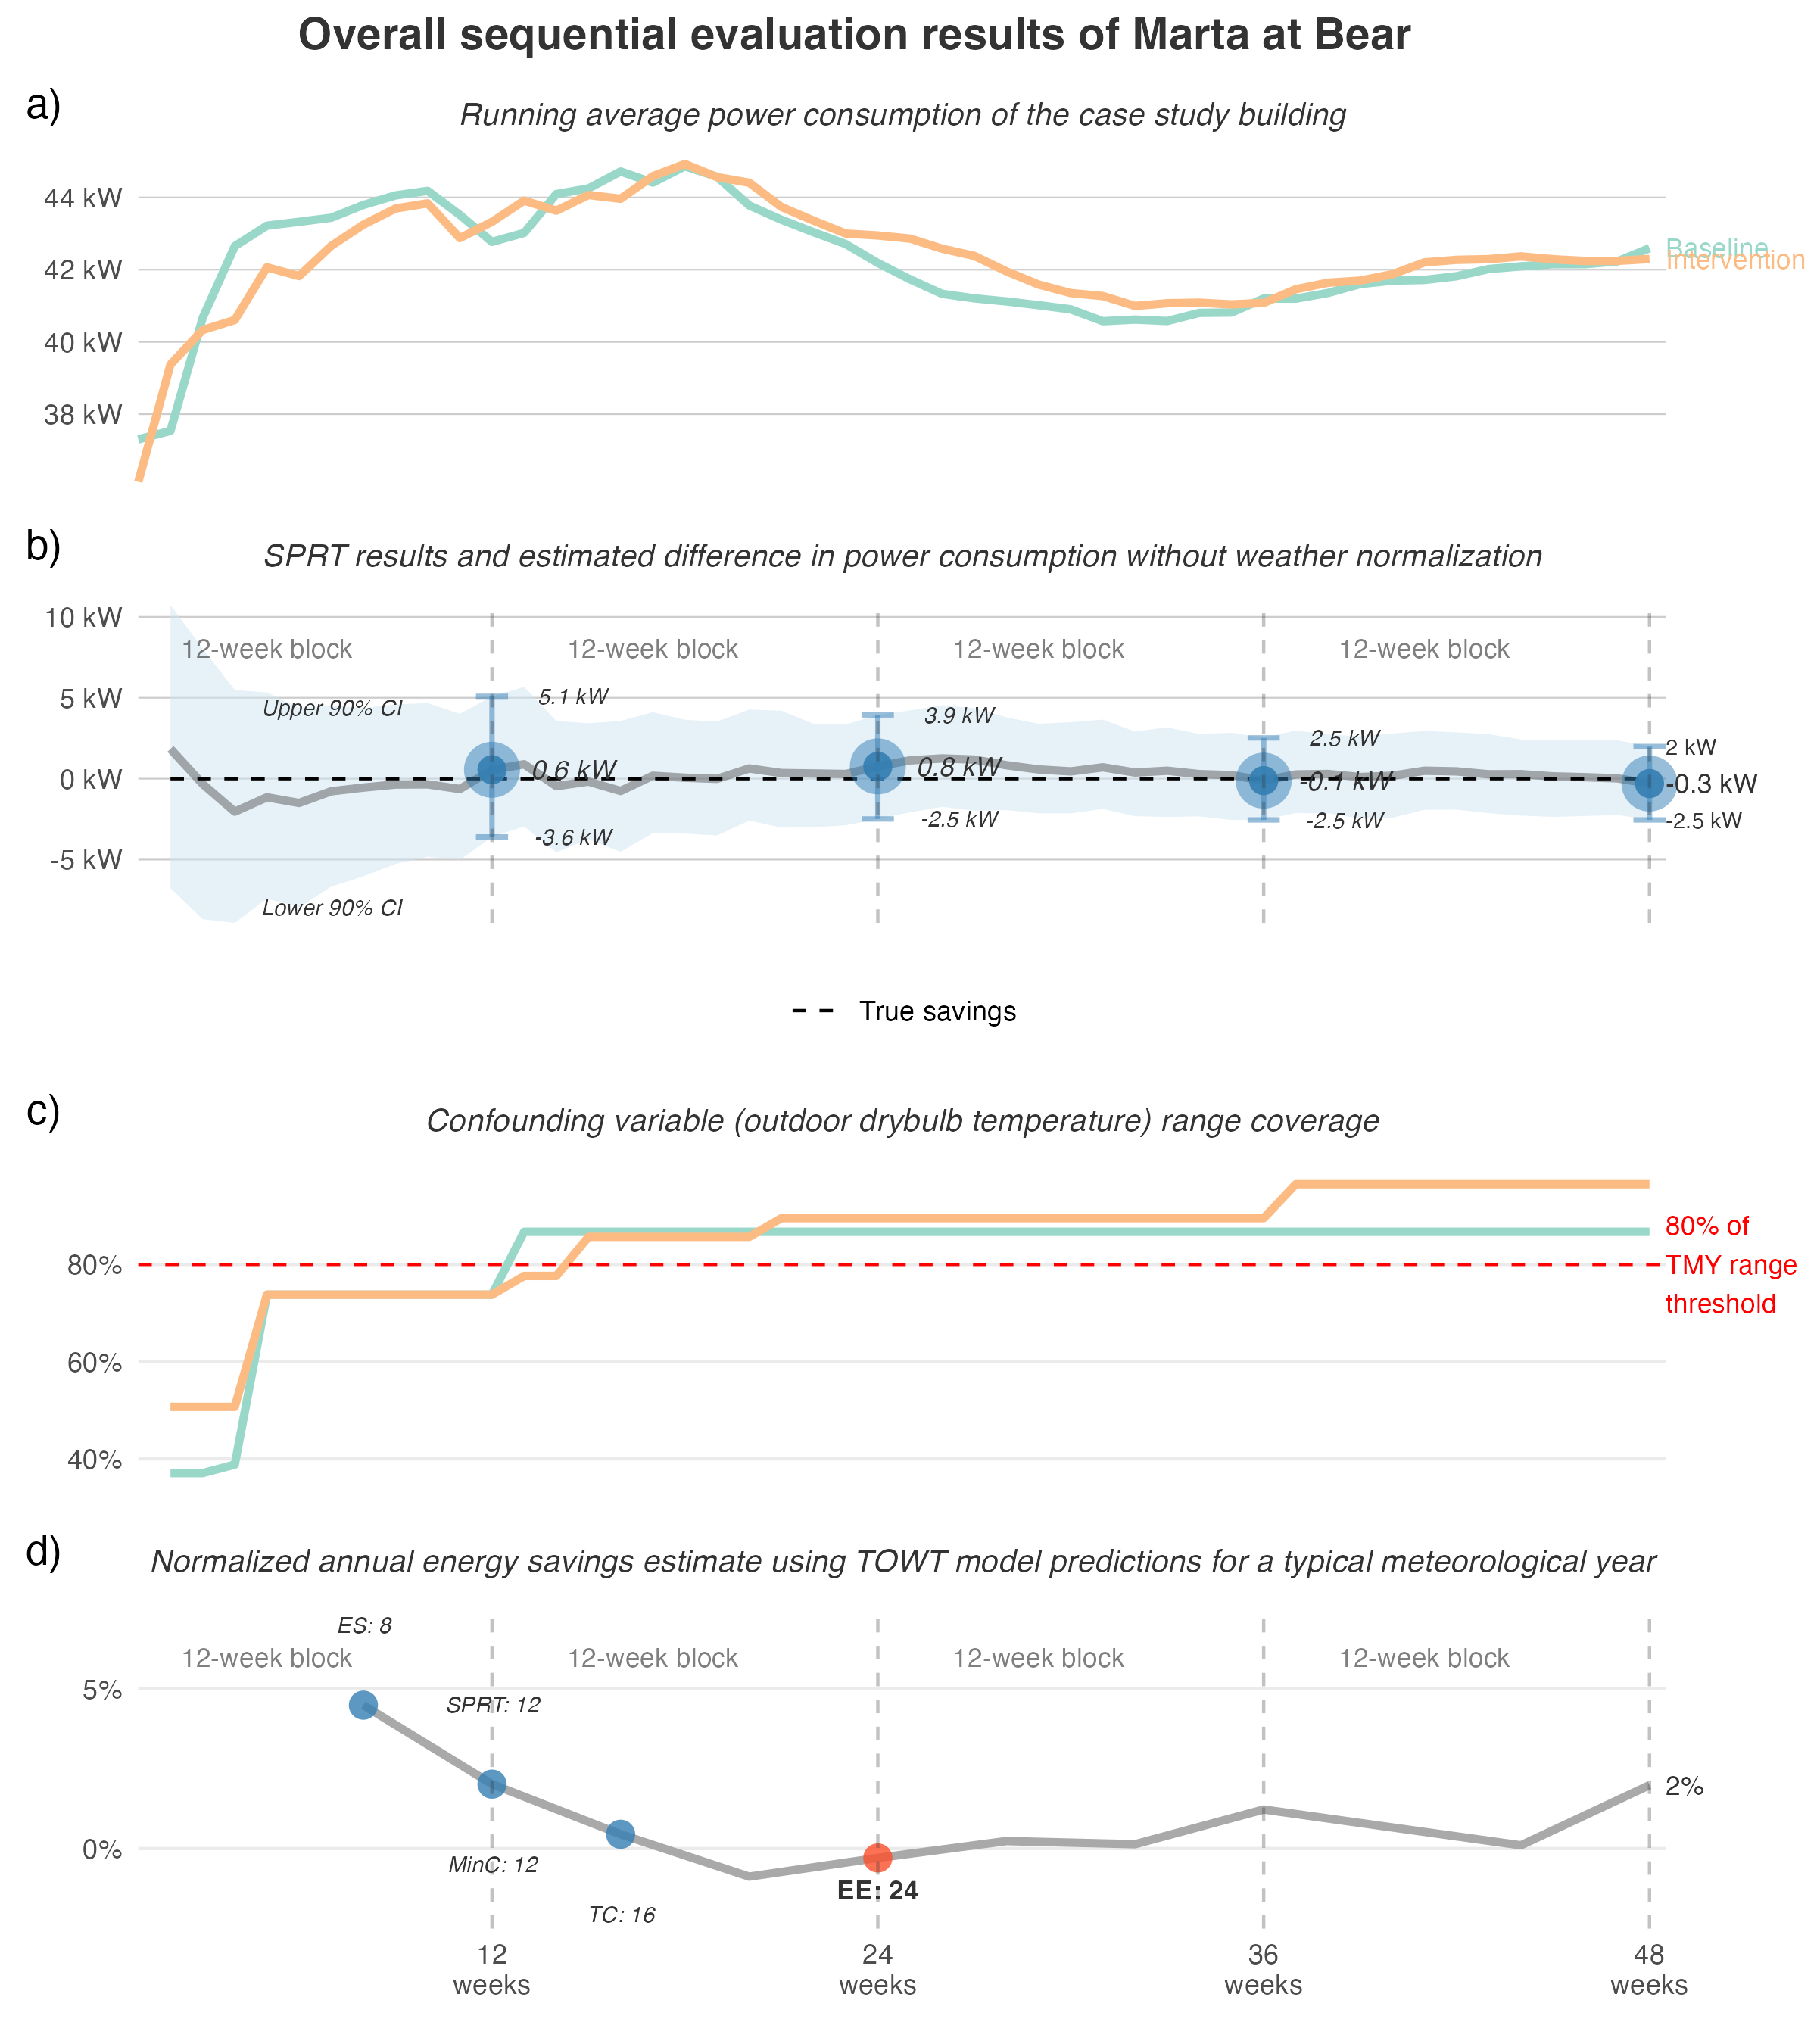 Overall sequential evaluation results of Marta at Bear
a)
Running average power consumption of the case study building
44 kW
42 kW
40 kW
38 kW
Baseline
Intervention
b)
SPRT results and estimated difference in power consumption without weather normalization
10 kW
5 kW
0 kW
-5 kW
12-week block
12-week block
12-week block
12-week block
Upper 90% CI
Lower 90% CI
5.1 kW
0.6 kW
-3.6 kW
3.9 kW
0.8 kW
-2.5 kW
2.5 kW
-0.1 kW
-2.5 kW
2 kW
-0.3 kW
-2.5 kW
True savings
c)
Confounding variable (outdoor drybulb temperature) range coverage
80%
60%
40%
80% of
TMY range
threshold
d)
Normalized annual energy savings estimate using TOWT model predictions for a typical meteorological year
ES: 8
12-week block
12-week block
12-week block
12-week block
5%
0%
SPRT: 12
MinC: 12
TC: 16
EE: 24
2%
12
weeks
24
weeks
36
weeks
48
weeks